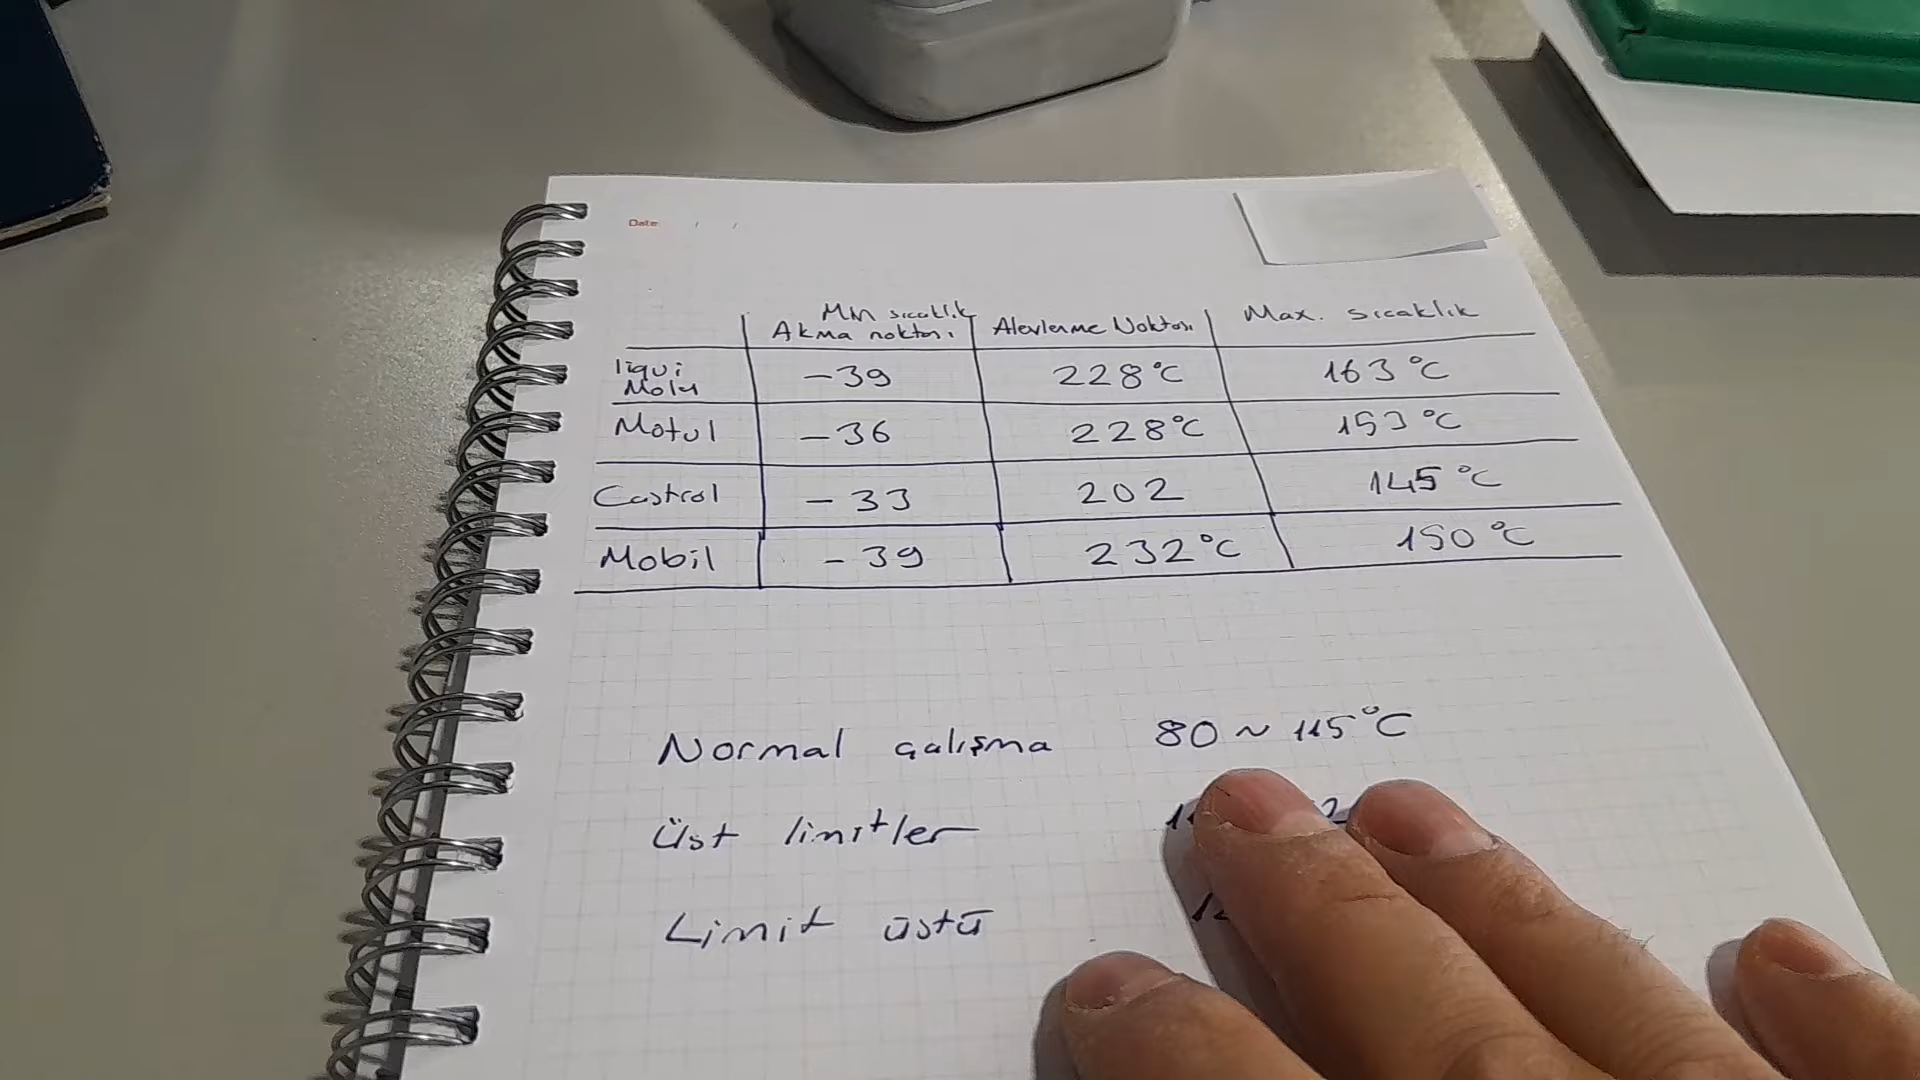 Date: / /
Min sıcaklık
Akma noktası Alevlenme Noktası Max. sıcaklık
liqui
Moly -39 228°C 163°C
Motul -36 228°C 153°C
Castrol -33 202 145°C
Mobil -39 232°C 150°C
Normal çalışma 80 ~ 115°C
Üst limitler
Limit üstü